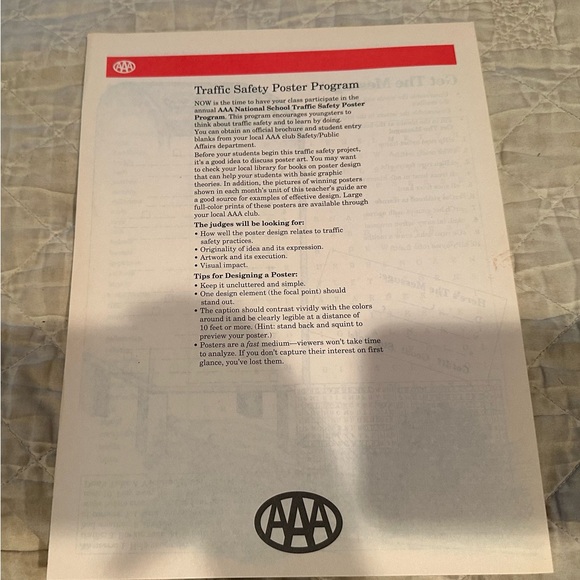 AAA
Traffic Safety Poster Program
NOW is the time to have your class participate in the
annual AAA National School Traffic Safety Poster
Program. This program encourages youngsters to
think about traffic safety and to learn by doing.
You can obtain an official brochure and student entry
blanks from your local AAA club Safety/Public
Affairs department.
Before your students begin this traffic safety project,
it's a good idea to discuss poster art. You may want
to check your local library for books on poster design
that can help your students with basic graphic
theories. In addition, the pictures of winning posters
shown in each month's unit of this teacher's guide are
a good source for examples of effective design. Large
full-color prints of these posters are available through
your local AAA club.
The judges will be looking for:
• How well the poster design relates to traffic
safety practices.
• Originality of idea and its expression.
• Artwork and its execution.
• Visual impact.
Tips for Designing a Poster:
• Keep it uncluttered and simple.
• One design element (the focal point) should
stand out.
• The caption should contrast vividly with the colors
around it and be clearly legible at a distance of
10 feet or more. (Hint: stand back and squint to
preview your poster.)
• Posters are a fast medium—viewers won't take time
to analyze. If you don't capture their interest on first
glance, you've lost them.
AAA